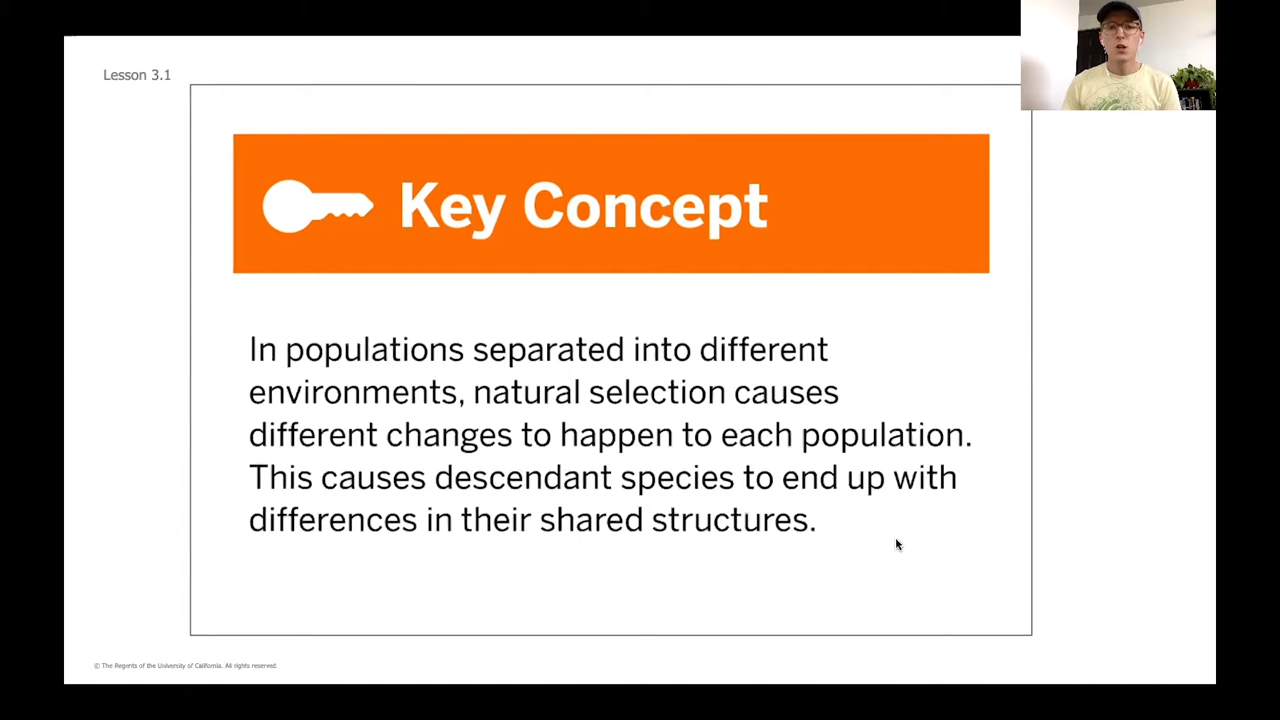 Lesson 3.1
Key Concept
In populations separated into different
environments, natural selection causes
different changes to happen to each population.
This causes descendant species to end up with
differences in their shared structures.
© The Regents of the University of California. All rights reserved.